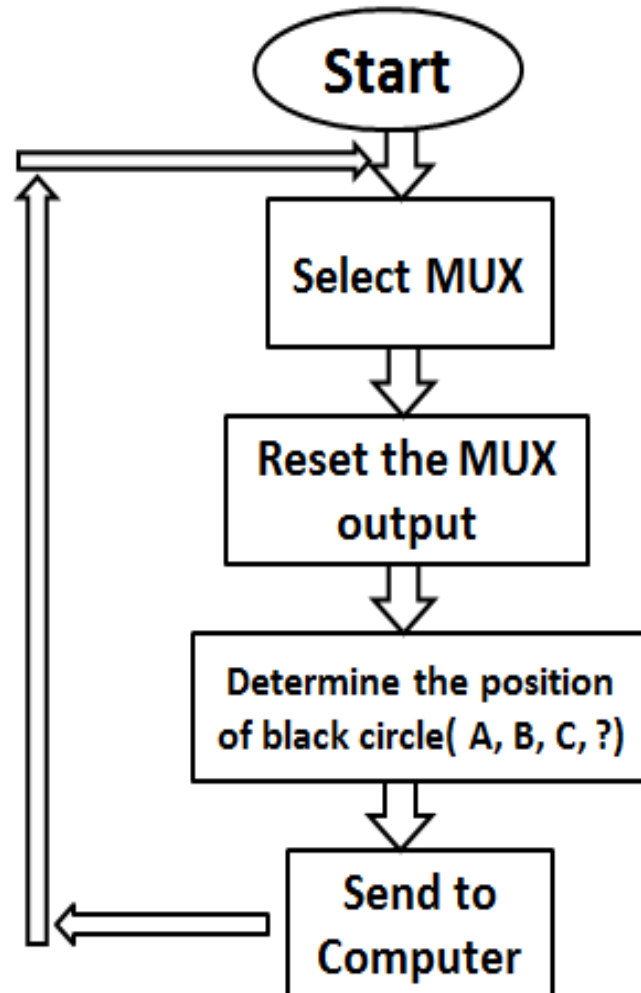 Start
Select MUX
Reset the MUX
output
Determine the position
of black circle( A, B, C, ?)
Send to
Computer